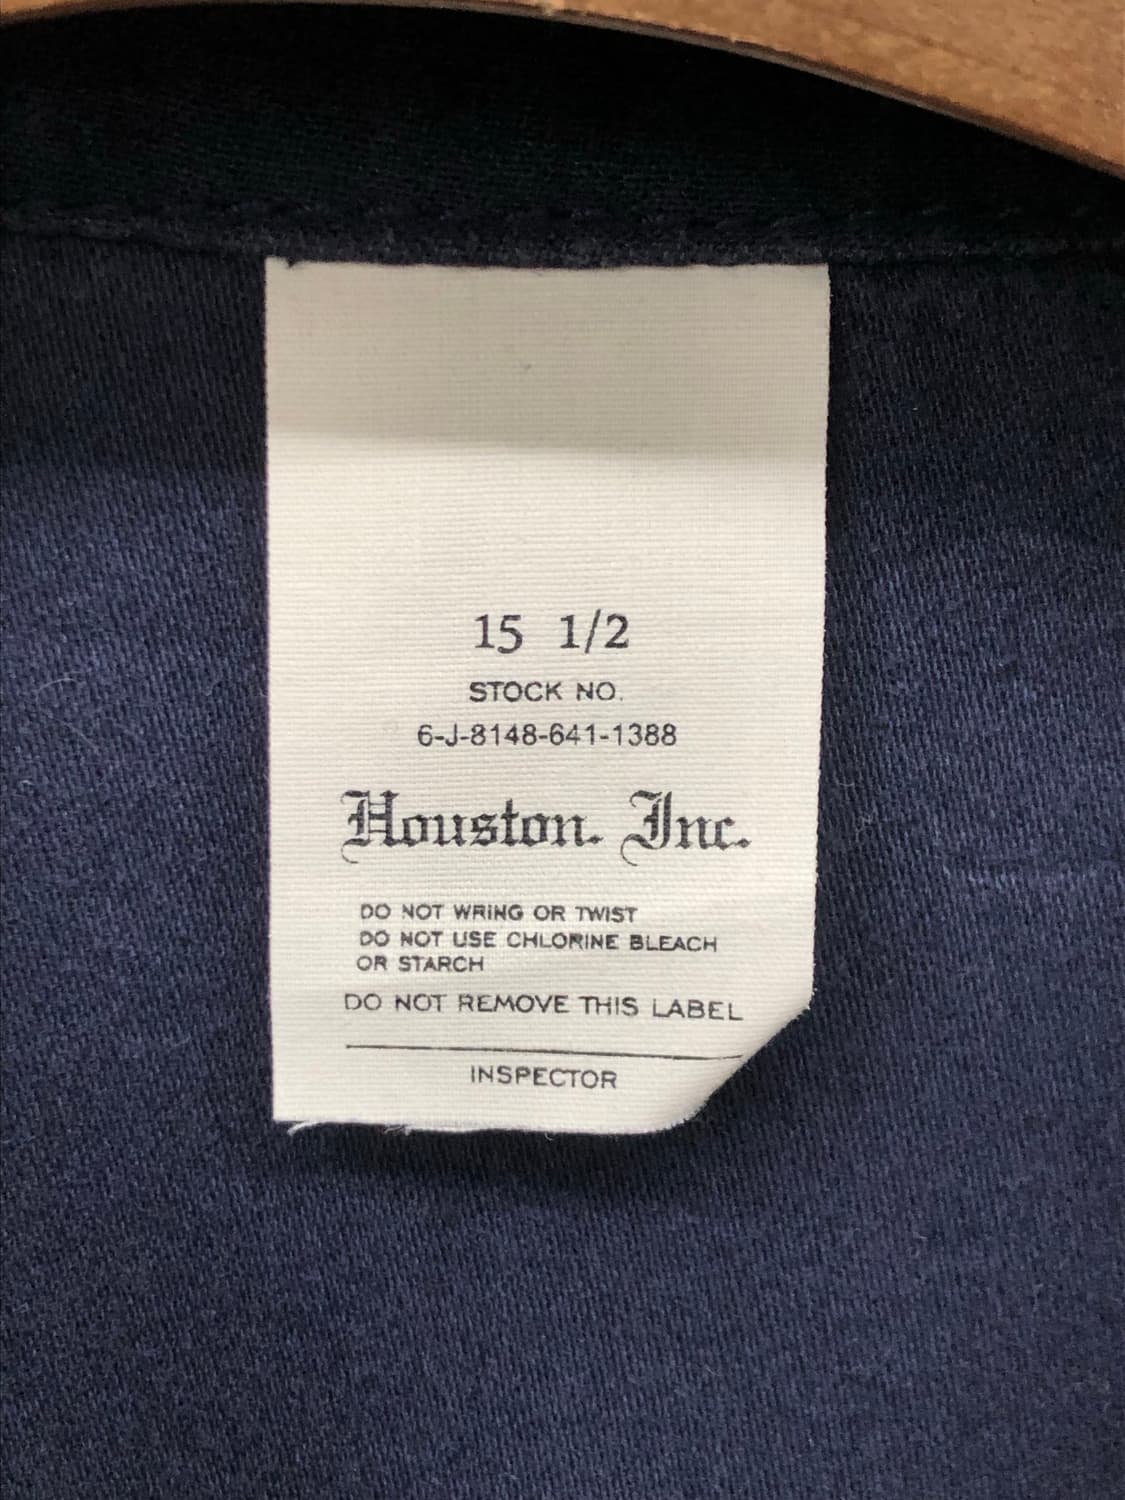 15 1/2
STOCK NO.
6-J-8148-641-1388
Houston. Inc.
DO NOT WRING OR TWIST
DO NOT USE CHLORINE BLEACH
OR STARCH
DO NOT REMOVE THIS LABEL
INSPECTOR